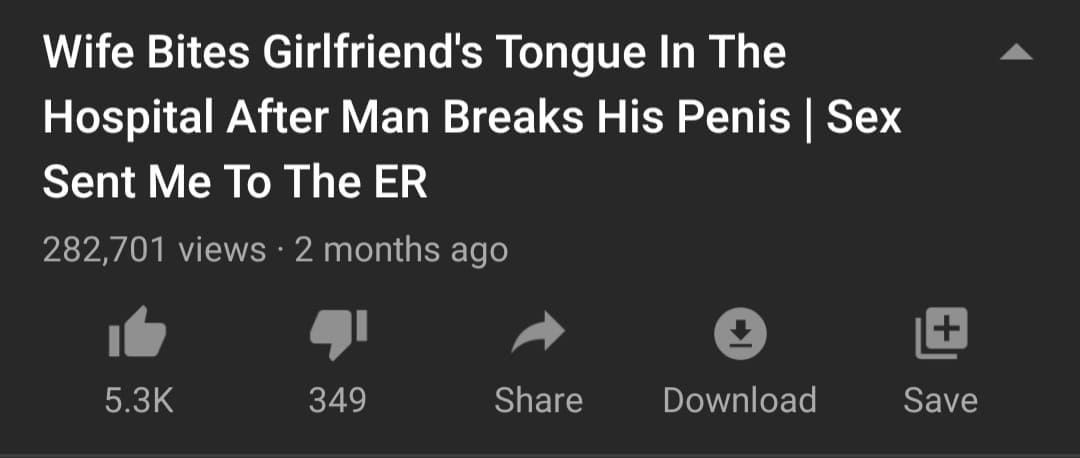 Wife Bites Girlfriend's Tongue In The
Hospital After Man Breaks His Penis | Sex
Sent Me To The ER
282,701 views · 2 months ago
5.3K 349 Share Download Save